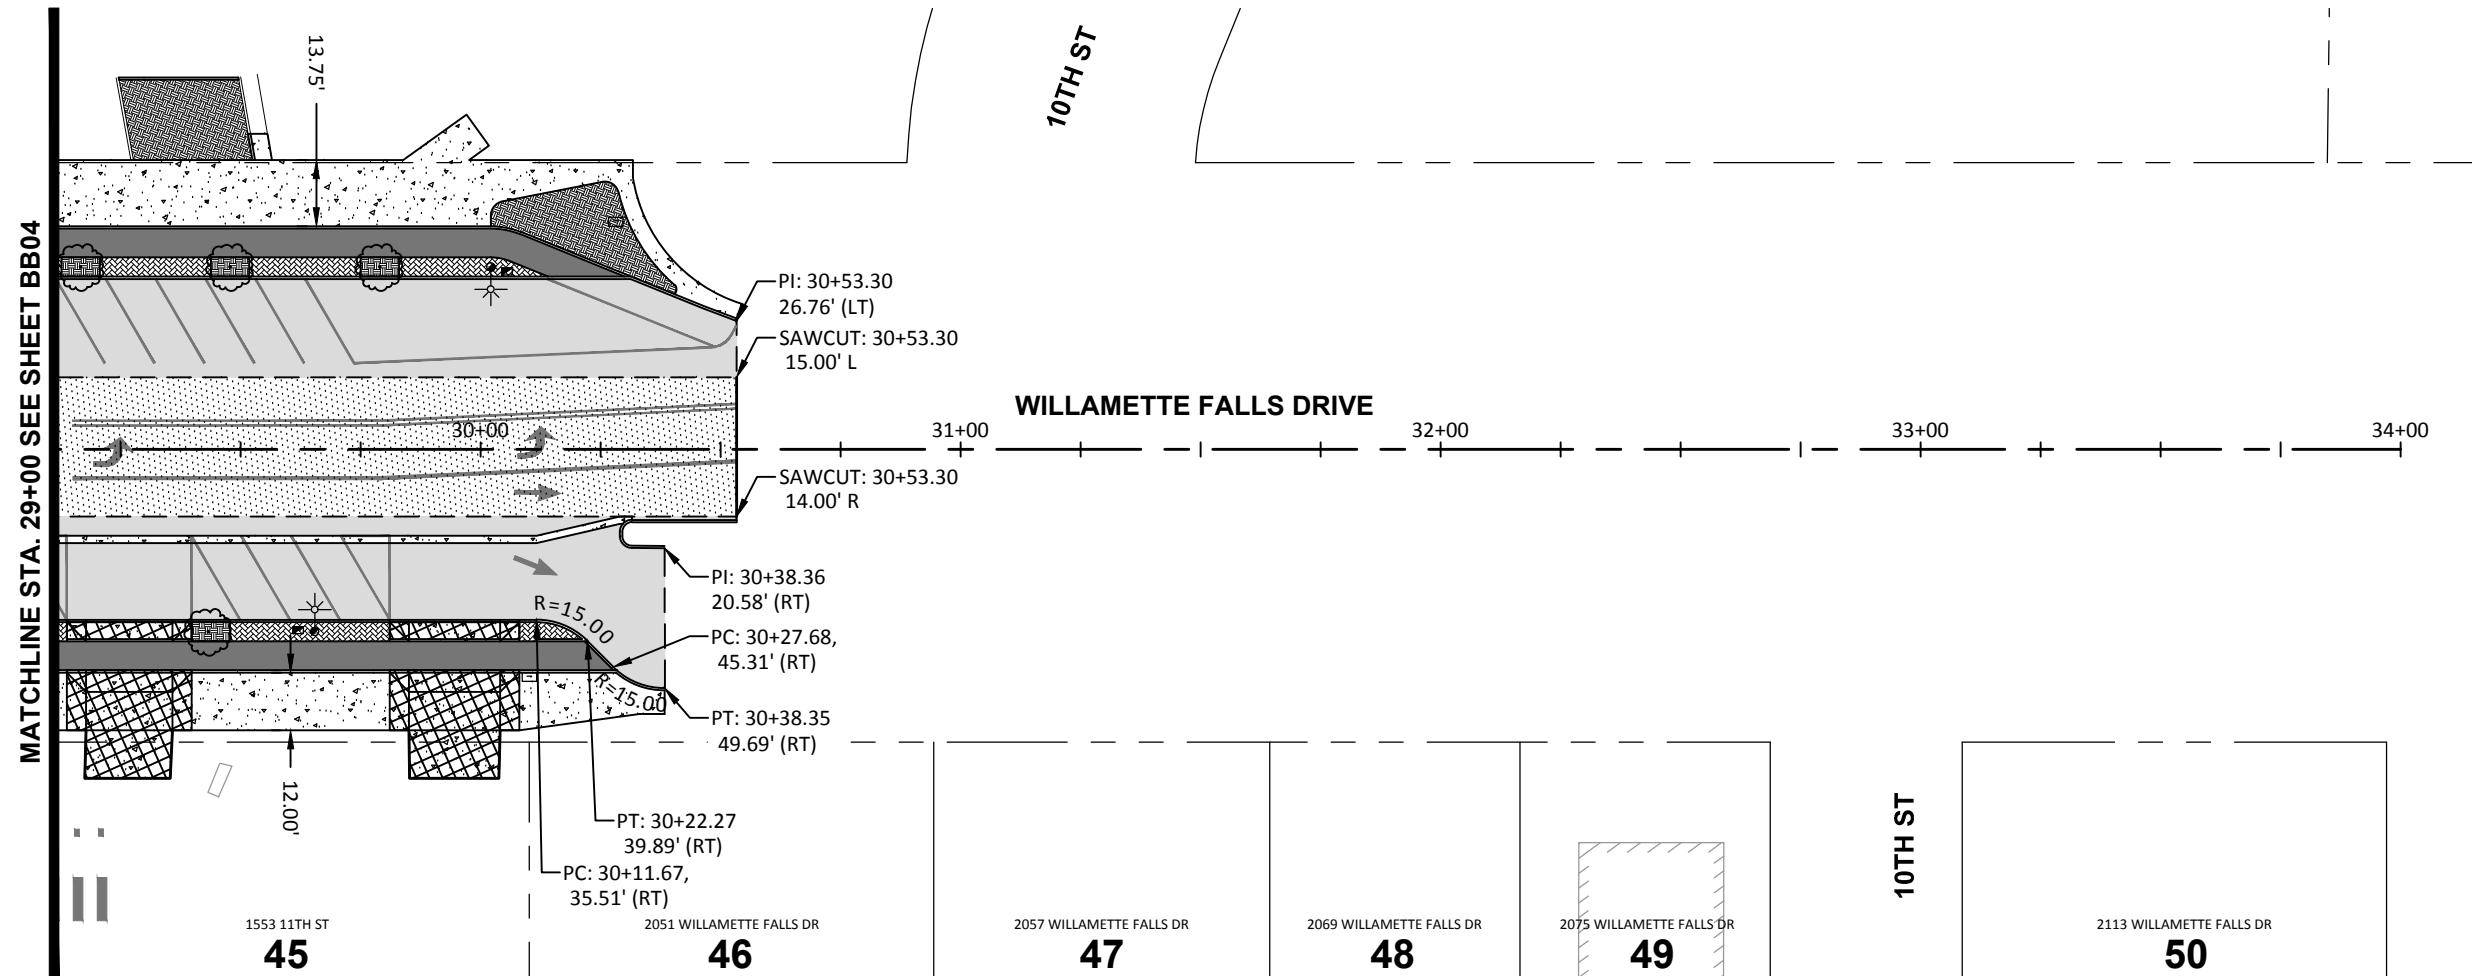 13.75'
10TH ST
MATCHLINE STA. 29+00 SEE SHEET BB04
PI: 30+53.30
26.76' (LT)
SAWCUT: 30+53.30
15.00' L
WILLAMETTE FALLS DRIVE
30+00
31+00
32+00
33+00
34+00
SAWCUT: 30+53.30
14.00' R
PI: 30+38.36
20.58' (RT)
R=15.00
PC: 30+27.68,
45.31' (RT)
R=15.00
PT: 30+38.35
49.69' (RT)
12.00'
PT: 30+22.27
39.89' (RT)
PC: 30+11.67,
35.51' (RT)
10TH ST
1553 11TH ST
45
2051 WILLAMETTE FALLS DR
46
2057 WILLAMETTE FALLS DR
47
2069 WILLAMETTE FALLS DR
48
2075 WILLAMETTE FALLS DR
49
2113 WILLAMETTE FALLS DR
50